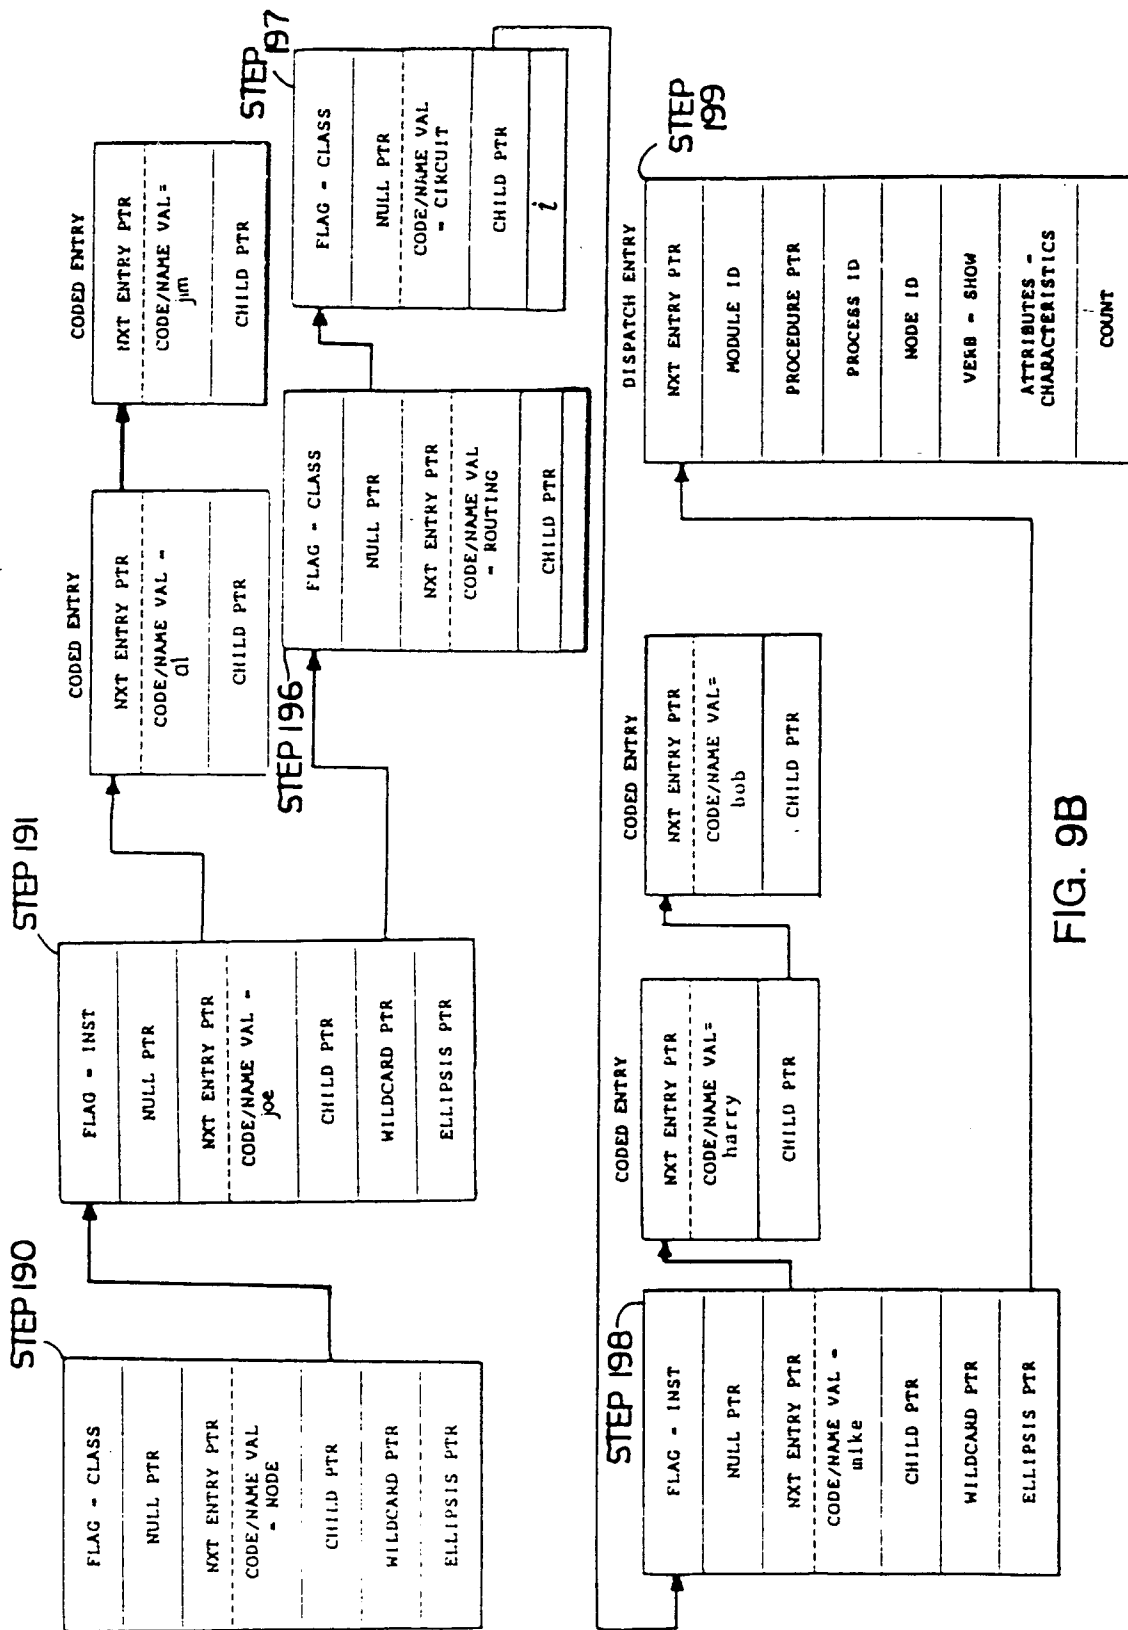 STEP 190
FLAG - CLASS
NULL PTR
NXT ENTRY PTR
CODE/NAME VAL
- NODE
CHILD PTR
WILDCARD PTR
ELLIPSIS PTR
STEP 191
FLAG - INST
NULL PTR
NXT ENTRY PTR
CODE/NAME VAL -
joe
CHILD PTR
WILDCARD PTR
ELLIPSIS PTR
CODED ENTRY
NXT ENTRY PTR
CODE/NAME VAL -
al
CHILD PTR
CODED ENTRY
NXT ENTRY PTR
CODE/NAME VAL=
jim
CHILD PTR
STEP 196
FLAG - CLASS
NULL PTR
NXT ENTRY PTR
CODE/NAME VAL
- ROUTING
CHILD PTR
STEP 197
FLAG - CLASS
NULL PTR
CODE/NAME VAL
- CIRCUIT
CHILD PTR
i
STEP 198
FLAG - INST
NULL PTR
NXT ENTRY PTR
CODE/NAME VAL -
mike
CHILD PTR
WILDCARD PTR
ELLIPSIS PTR
CODED ENTRY
NXT ENTRY PTR
CODE/NAME VAL=
harry
CHILD PTR
CODED ENTRY
NXT ENTRY PTR
CODE/NAME VAL=
bob
CHILD PTR
DISPATCH ENTRY
STEP
199
NXT ENTRY PTR
MODULE ID
PROCEDURE PTR
PROCESS ID
NODE ID
VERB - SHOW
ATTRIBUTES -
CHARACTERISTICS
COUNT
FIG. 9B